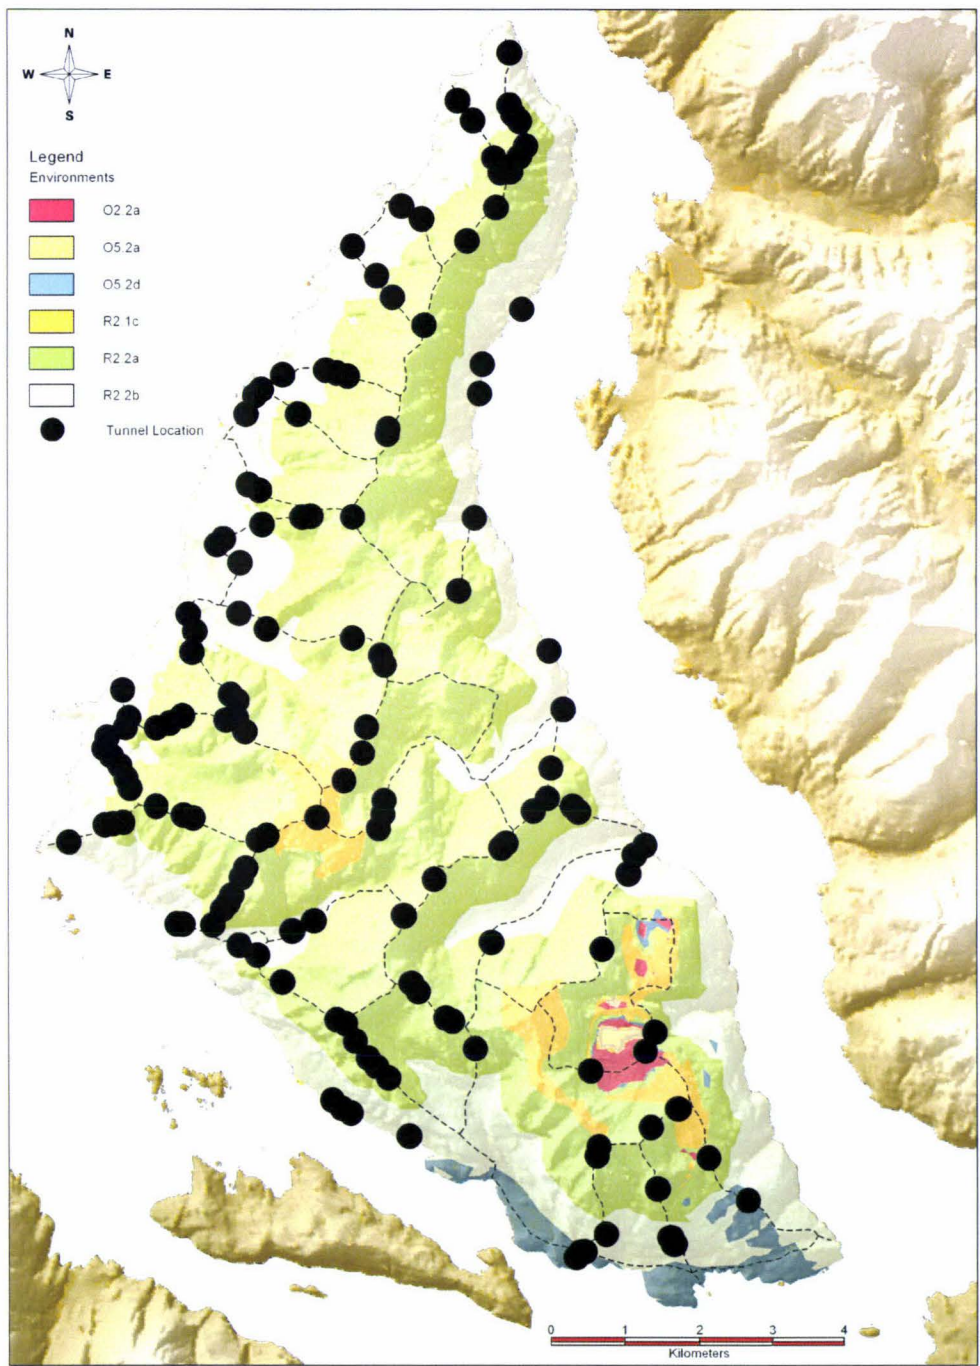 N
W E
S
Legend
Environments
O2.2a
O5.2a
O5.2d
R2.1c
R2.2a
R2.2b
Tunnel Location
0 1 2 3 4
Kilometers